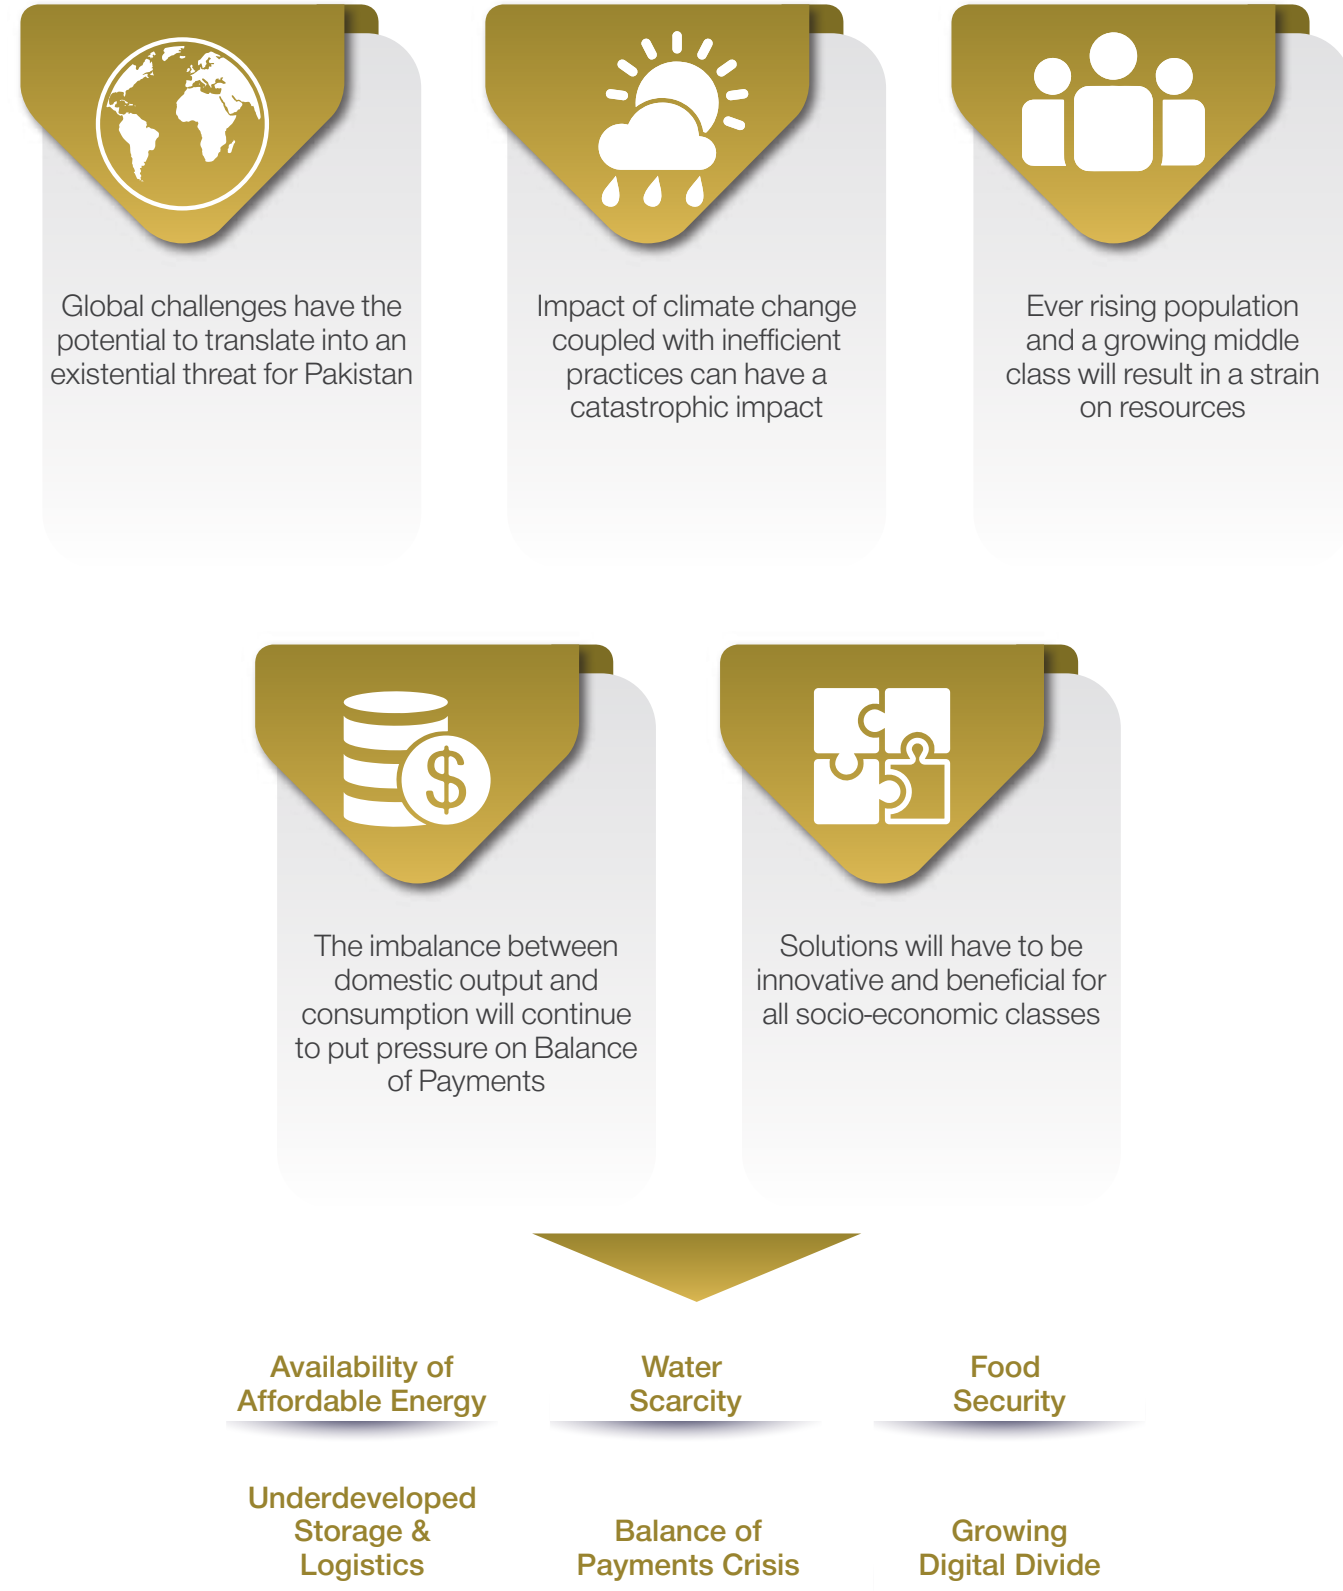 Global challenges have the
potential to translate into an
existential threat for Pakistan
Impact of climate change
coupled with inefficient
practices can have a
catastrophic impact
Ever rising population
and a growing middle
class will result in a strain
on resources
$
The imbalance between
domestic output and
consumption will continue
to put pressure on Balance
of Payments
Solutions will have to be
innovative and beneficial for
all socio-economic classes
Availability of
Affordable Energy
Water
Scarcity
Food
Security
Underdeveloped
Storage &
Logistics
Balance of
Payments Crisis
Growing
Digital Divide